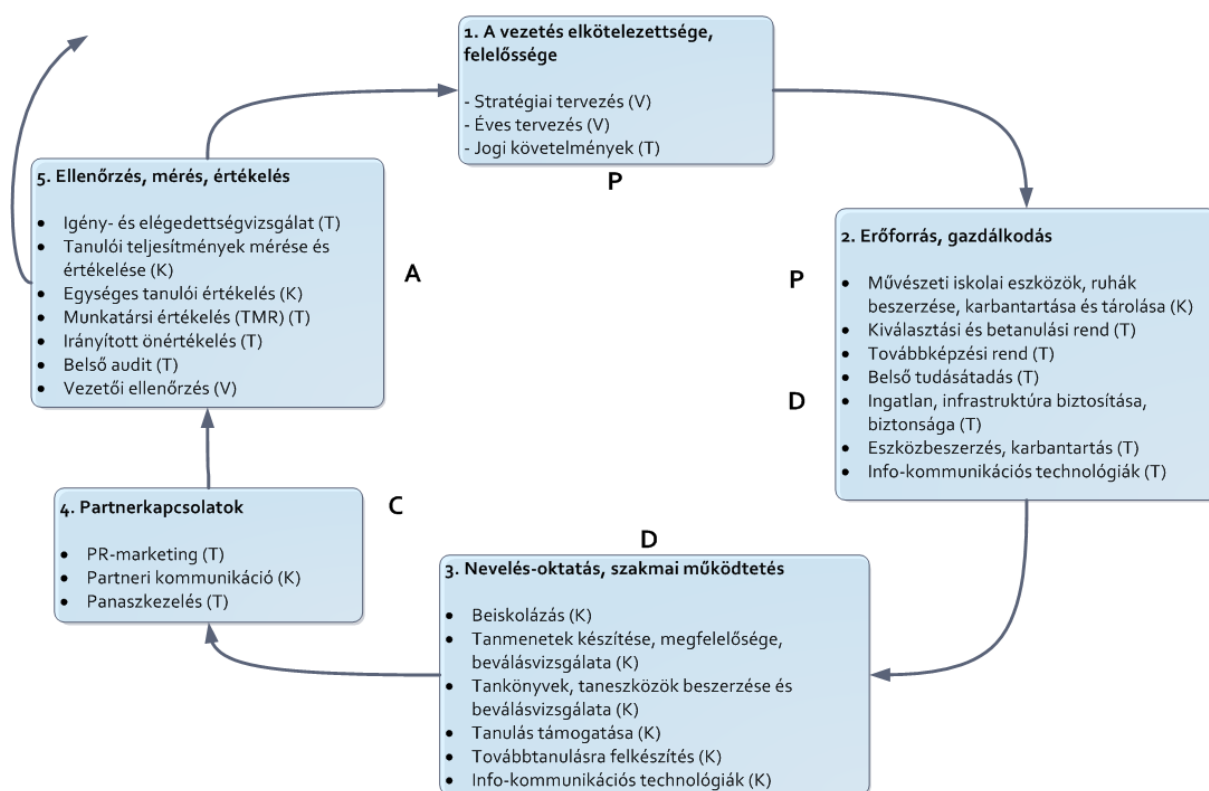 1. A vezetés elkötelezettsége,
felelőssége
- Stratégiai tervezés (V)
- Éves tervezés (V)
- Jogi követelmények (T)
P
2. Erőforrás, gazdálkodás
• Művészeti iskolai eszközök, ruhák
beszerzése, karbantartása és tárolása (K)
• Kiválasztási és betanulási rend (T)
• Továbbképzési rend (T)
• Belső tudásátadás (T)
• Ingatlan, infrastruktúra biztosítása,
biztonsága (T)
• Eszközbeszerzés, karbantartás (T)
• Info-kommunikációs technológiák (T)
P
D
D
3. Nevelés-oktatás, szakmai működtetés
• Beiskolázás (K)
• Tanmenetek készítése, megfelelősége,
beválásvizsgálata (K)
• Tankönyvek, taneszközök beszerzése és
beválásvizsgálata (K)
• Tanulás támogatása (K)
• Továbbtanulásra felkészítés (K)
• Info-kommunikációs technológiák (K)
4. Partnerkapcsolatok
• PR-marketing (T)
• Partneri kommunikáció (K)
• Panaszkezelés (T)
C
5. Ellenőrzés, mérés, értékelés
• Igény- és elégedettségvizsgálat (T)
• Tanulói teljesítmények mérése és
értékelése (K)
• Egységes tanulói értékelés (K)
• Munkatársi értékelés (TMR) (T)
• Irányított önértékelés (T)
• Belső audit (T)
• Vezetői ellenőrzés (V)
A